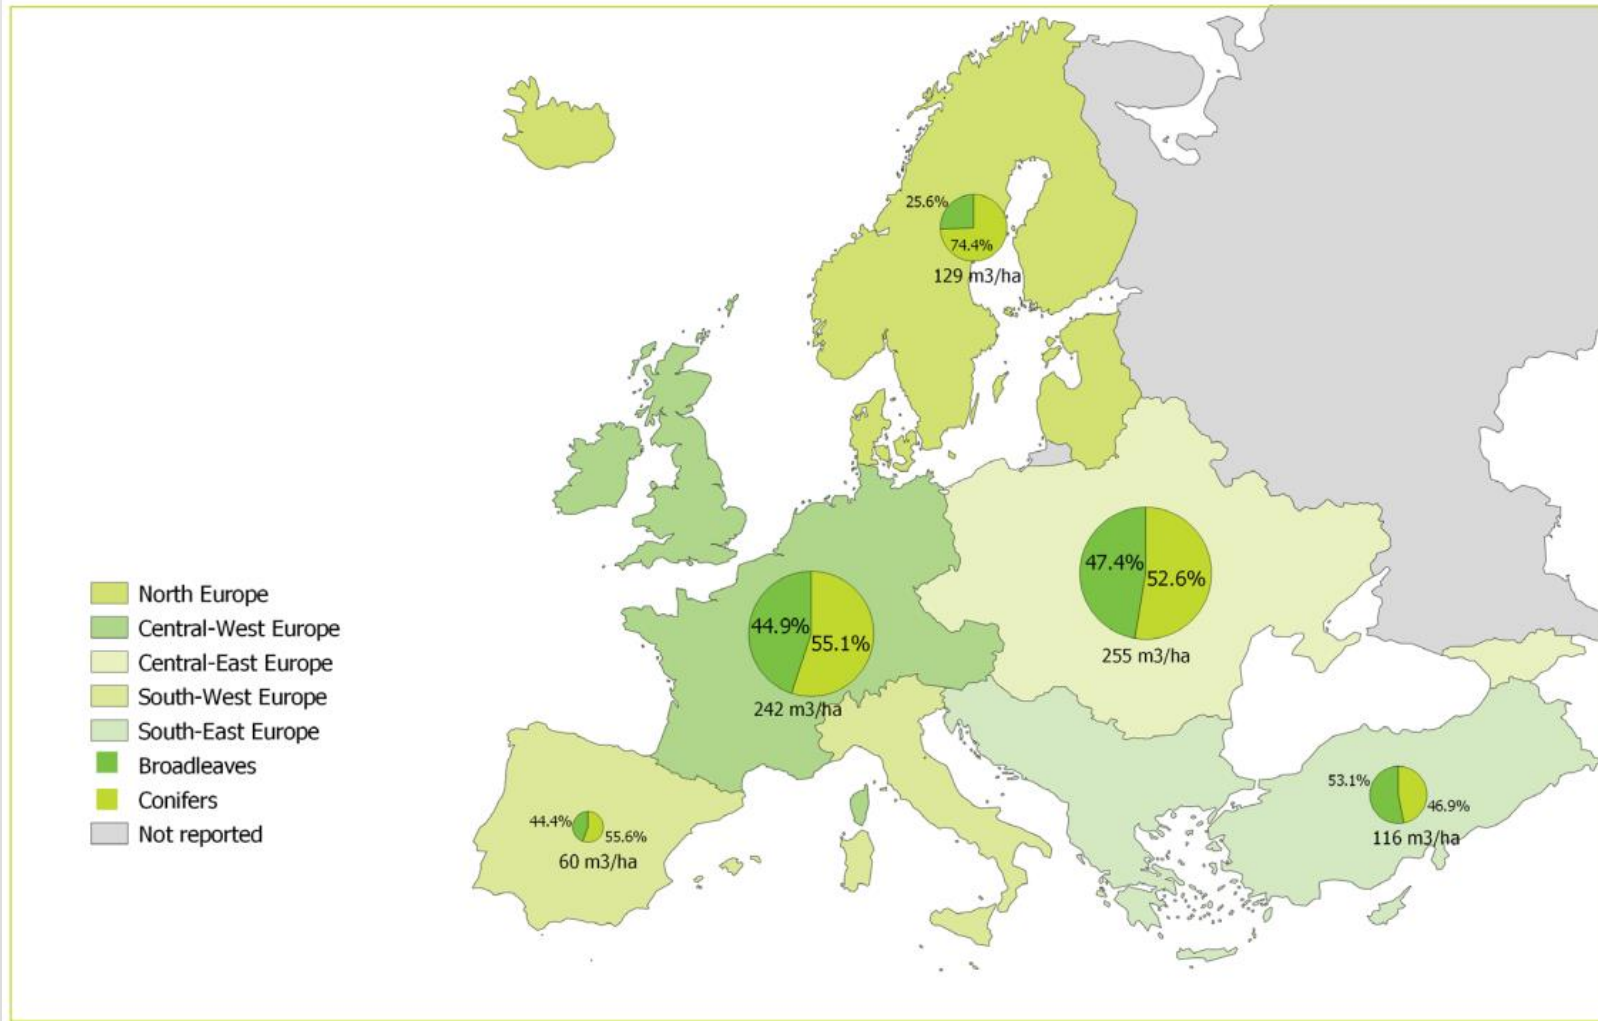 25.6%
74.4%
129 m3/ha
47.4%
52.6%
255 m3/ha
44.9%
55.1%
242 m3/ha
North Europe
Central-West Europe
Central-East Europe
South-West Europe
South-East Europe
Broadleaves
Conifers
Not reported
53.1%
46.9%
116 m3/ha
44.4%
55.6%
60 m3/ha